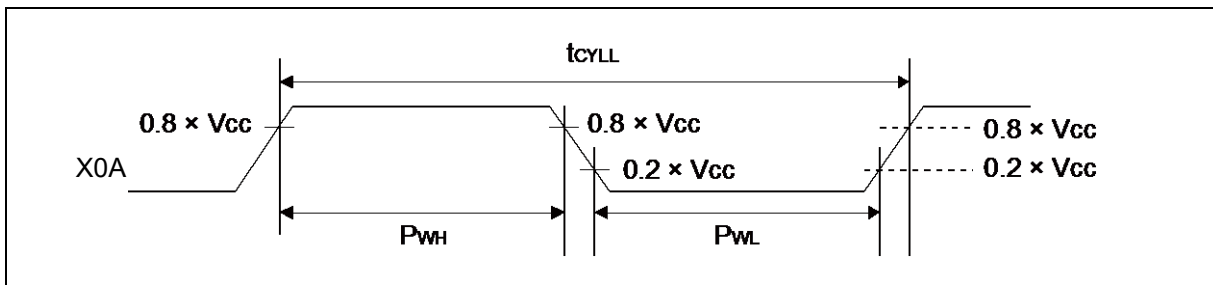 tCYLL
0.8 × Vcc
0.8 × Vcc
0.8 × Vcc
X0A
0.2 × Vcc
0.2 × Vcc
PWH
PWL